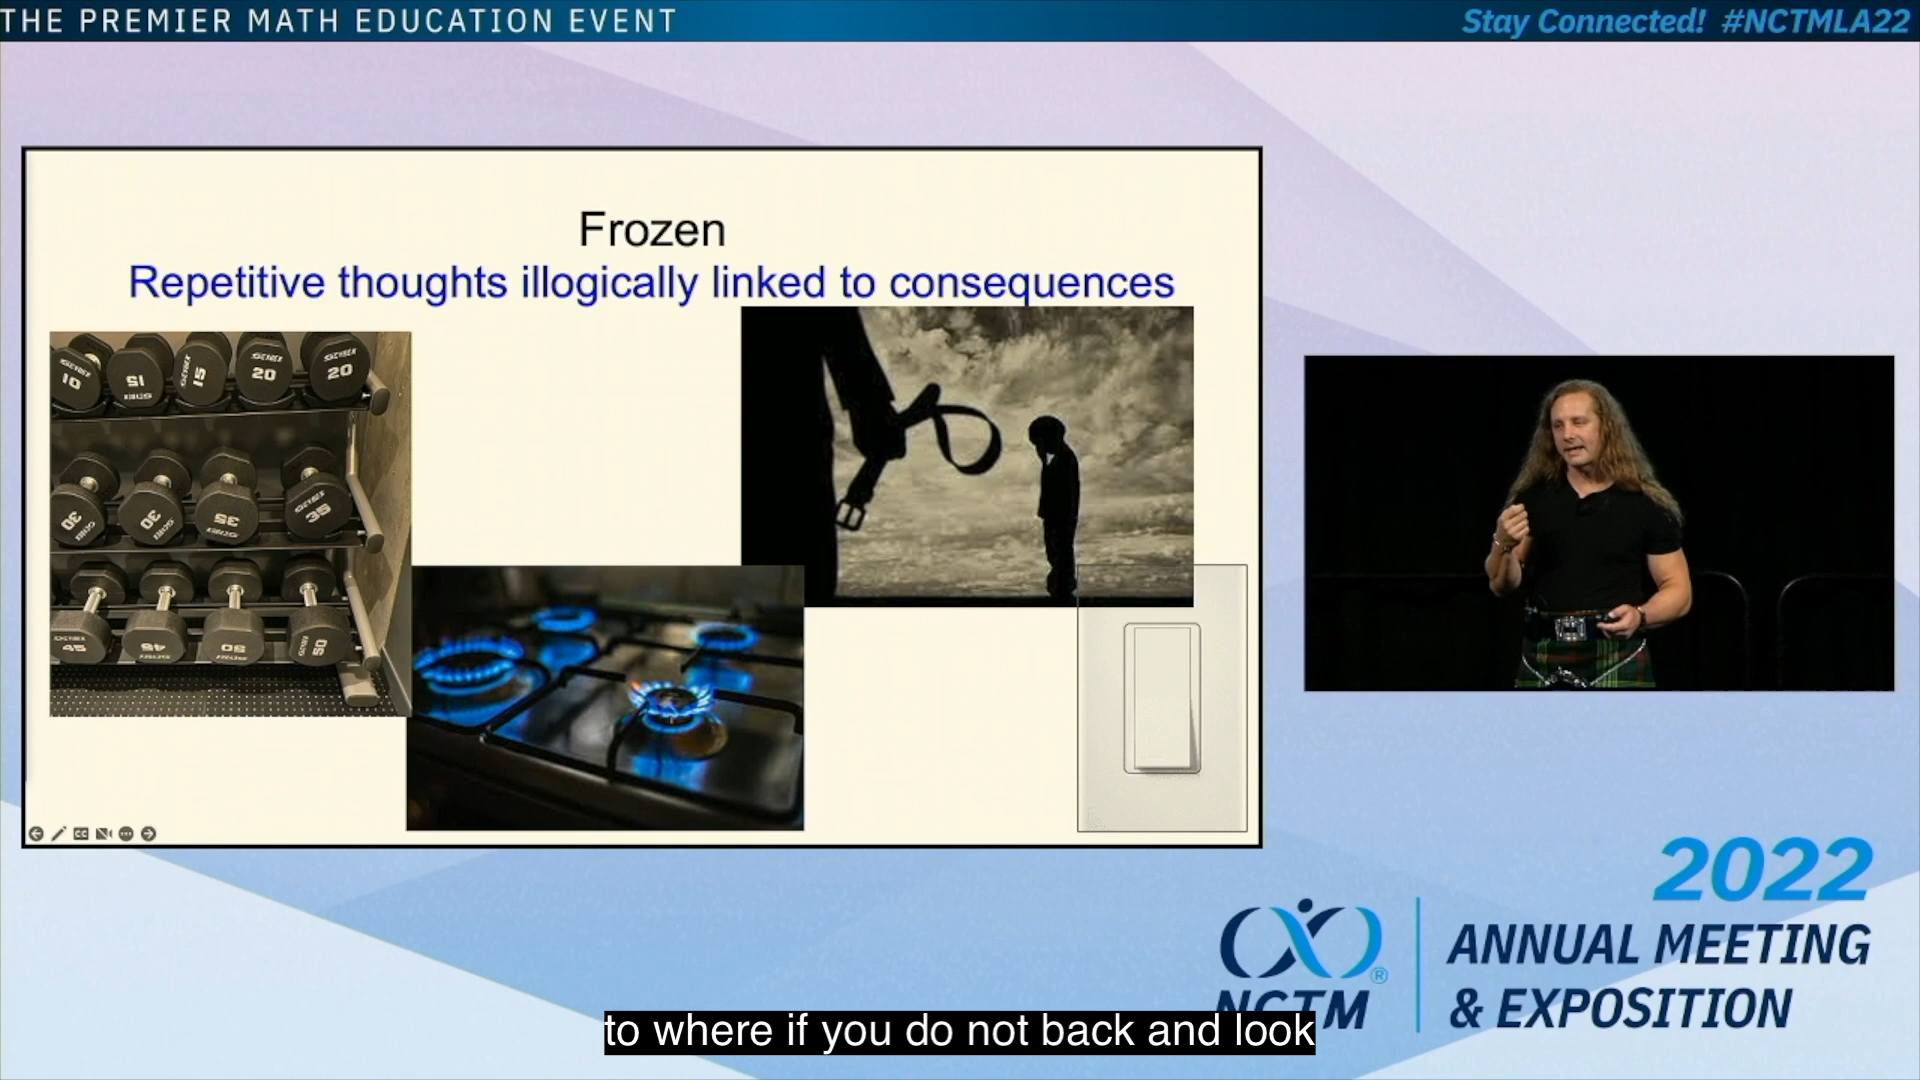 THE PREMIER MATH EDUCATION EVENT
Stay Connected! #NCTMLA22
Frozen
Repetitive thoughts illogically linked to consequences
10
15
15
20
20
30
30
35
35
45
45
50
50
CC
2022
NCTM®
ANNUAL MEETING
& EXPOSITION
to where if you do not back and look